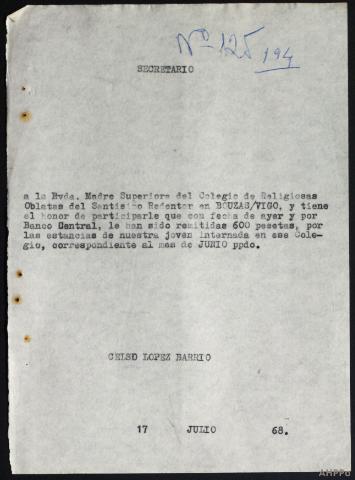 Nº 125
194
SECRETARIO
a la Rvda. Madre Superiora del Colegio de Religiosas
Oblatas del Santisimo Redentor en BOUZAS/VIGO, y tiene
el honor de participarle que con fecha de ayer y por
Banco Central, le han sido remitidas 600 pesetas, por
las estancias de nuestra joven internada en ese Cole-
gio, correspondiente al mes de JUNIO ppdo.
CELSO LOPEZ BARRIO
17 JULIO 68.
AHPPo